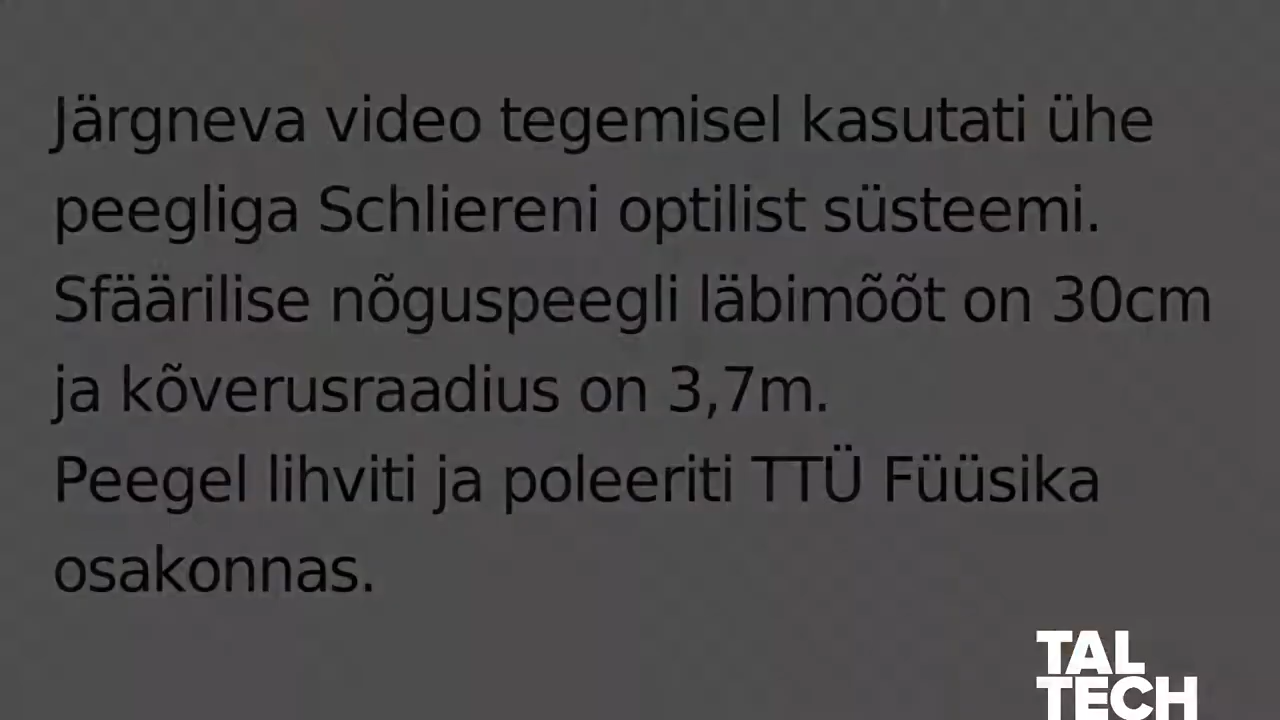 Järgneva video tegemisel kasutati ühe
peegliga Schliereni optilist süsteemi.
Sfäärilise nõguspeegli läbimõõt on 30cm
ja kõverusraadius on 3,7m.
Peegel lihviti ja poleeriti TTÜ Füüsika
osakonnas.
TAL
TECH